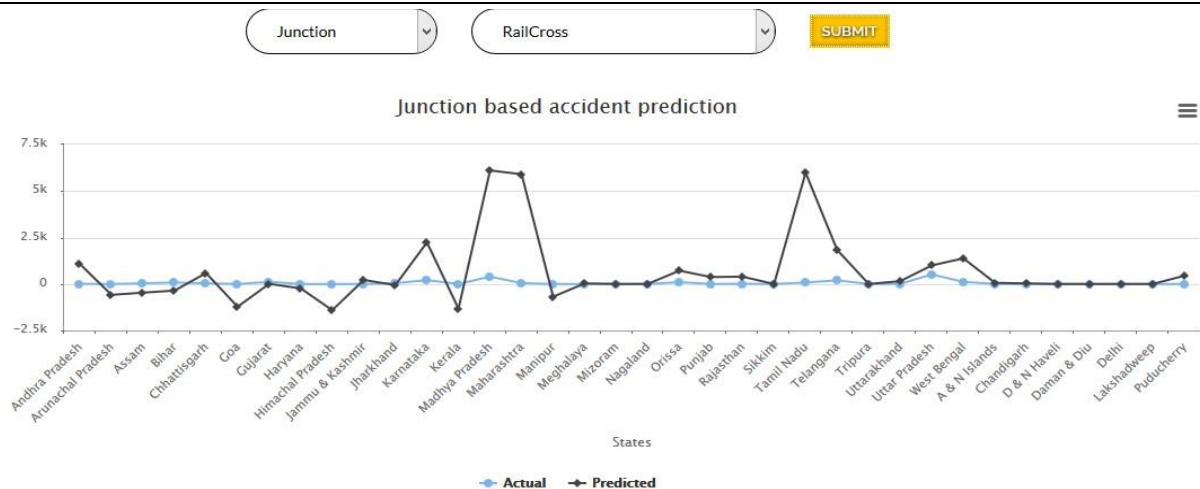 Junction RailCross SUBMIT
Junction based accident prediction
7.5k
5k
2.5k
0
−2.5k
Andhra Pradesh
Arunachal Pradesh
Assam
Bihar
Chhattisgarh
Goa
Gujarat
Haryana
Himachal Pradesh
Jammu & Kashmir
Jharkhand
Karnataka
Kerala
Madhya Pradesh
Maharashtra
Manipur
Meghalaya
Mizoram
Nagaland
Orissa
Punjab
Rajasthan
Sikkim
Tamil Nadu
Telangana
Tripura
Uttarakhand
Uttar Pradesh
West Bengal
A & N Islands
Chandigarh
D & N Haveli
Daman & Diu
Delhi
Lakshadweep
Puducherry
States
Actual Predicted